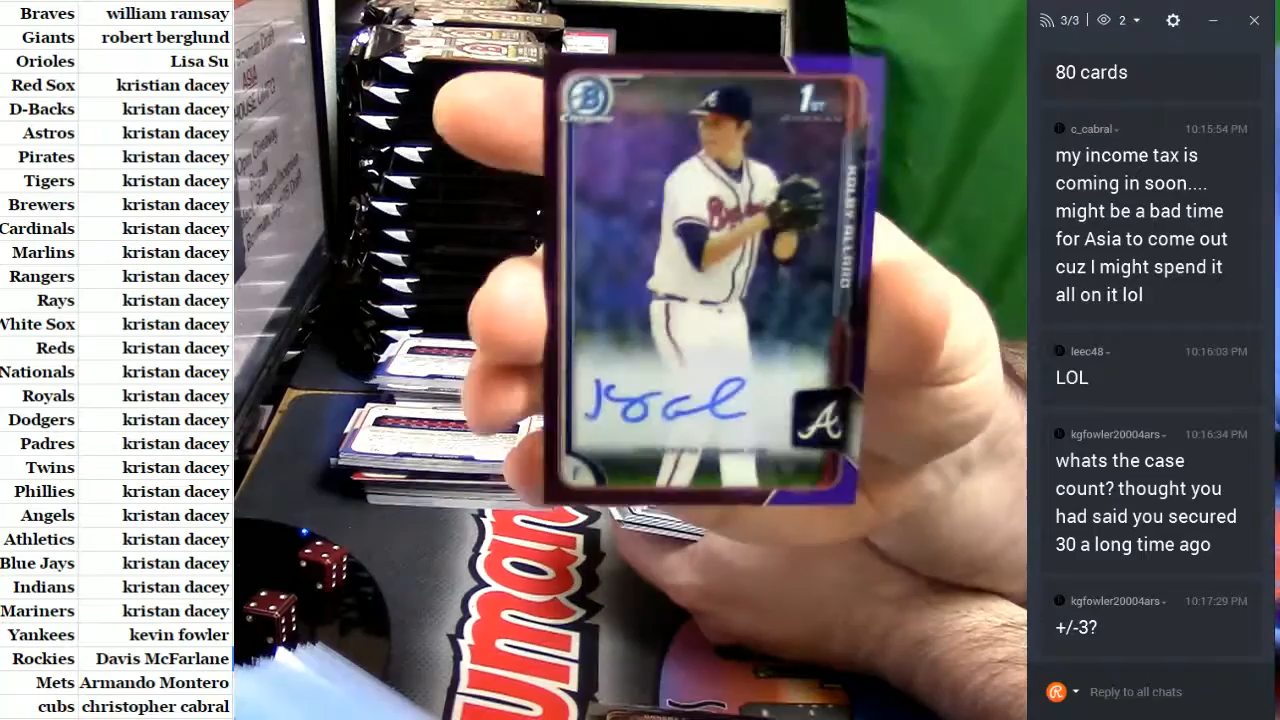 Braves william ramsay
Giants robert berglund
Orioles Lisa Su
Red Sox kristian dacey
D-Backs kristan dacey
Astros kristan dacey
Pirates kristan dacey
Tigers kristan dacey
Brewers kristan dacey
Cardinals kristan dacey
Marlins kristan dacey
Rangers kristan dacey
Rays kristan dacey
White Sox kristan dacey
Reds kristan dacey
Nationals kristan dacey
Royals kristan dacey
Dodgers kristan dacey
Padres kristan dacey
Twins kristan dacey
Phillies kristan dacey
Angels kristan dacey
Athletics kristan dacey
Blue Jays kristan dacey
Indians kristan dacey
Mariners kristan dacey
Yankees kevin fowler
Rockies Davis McFarlane
Mets Armando Montero
cubs christopher cabral
ASIA
B
Chrome
1ST
BOWMAN
KOLBY ALLARD
Braves
A
A
uman
3/3
2
80 cards
c_cabral 10:15:54 PM
my income tax is
coming in soon....
might be a bad time
for Asia to come out
cuz I might spend it
all on it lol
leec48 10:16:03 PM
LOL
kgfowler20004ars 10:16:34 PM
whats the case
count? thought you
had said you secured
30 a long time ago
kgfowler20004ars 10:17:29 PM
+/-3?
Reply to all chats